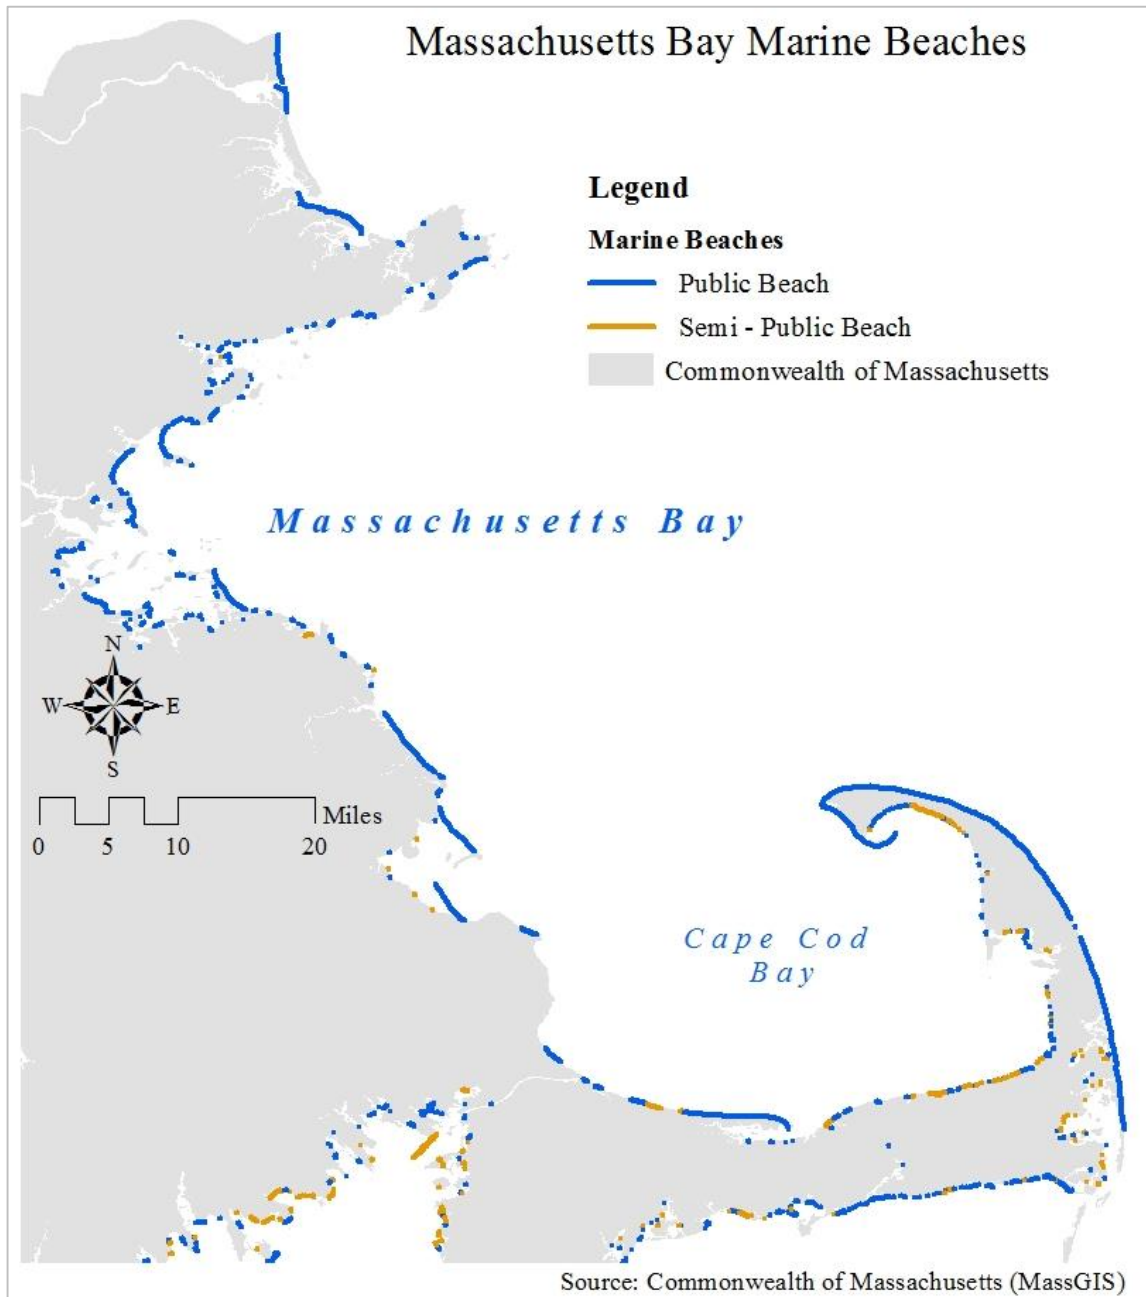 Massachusetts Bay Marine Beaches
Legend
Marine Beaches
Public Beach
Semi - Public Beach
Commonwealth of Massachusetts
Massachusetts Bay
N
W E
S
Miles
0 5 10 20
Cape Cod
Bay
Source: Commonwealth of Massachusetts (MassGIS)